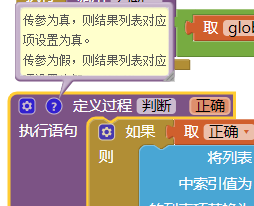 传参为真，则结果列表对应
项设置为真。
传参为假，则结果列表对应
取 glo
? 定义过程 判断 正确
执行语句 如果 取 正确
则 将列表
中索引值为